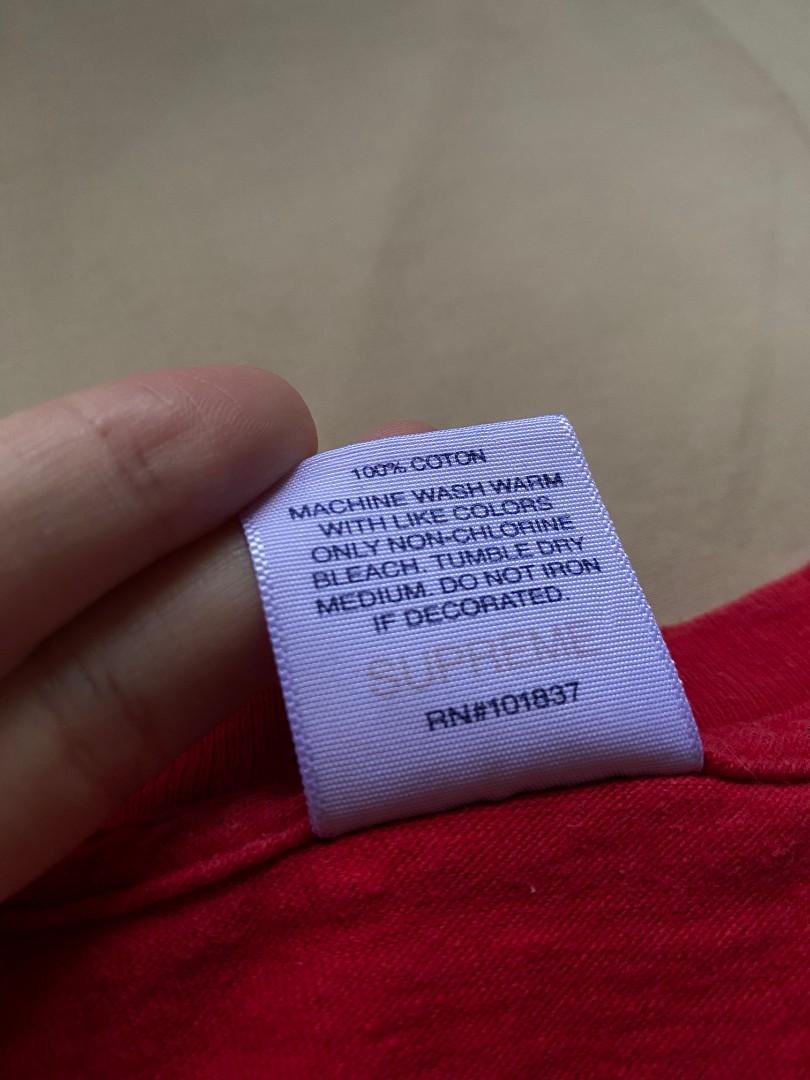 100% COTON
MACHINE WASH WARM
WITH LIKE COLORS
ONLY NON-CHLORINE
BLEACH. TUMBLE DRY
MEDIUM. DO NOT IRON
IF DECORATED.
SUPREME
RN#101837